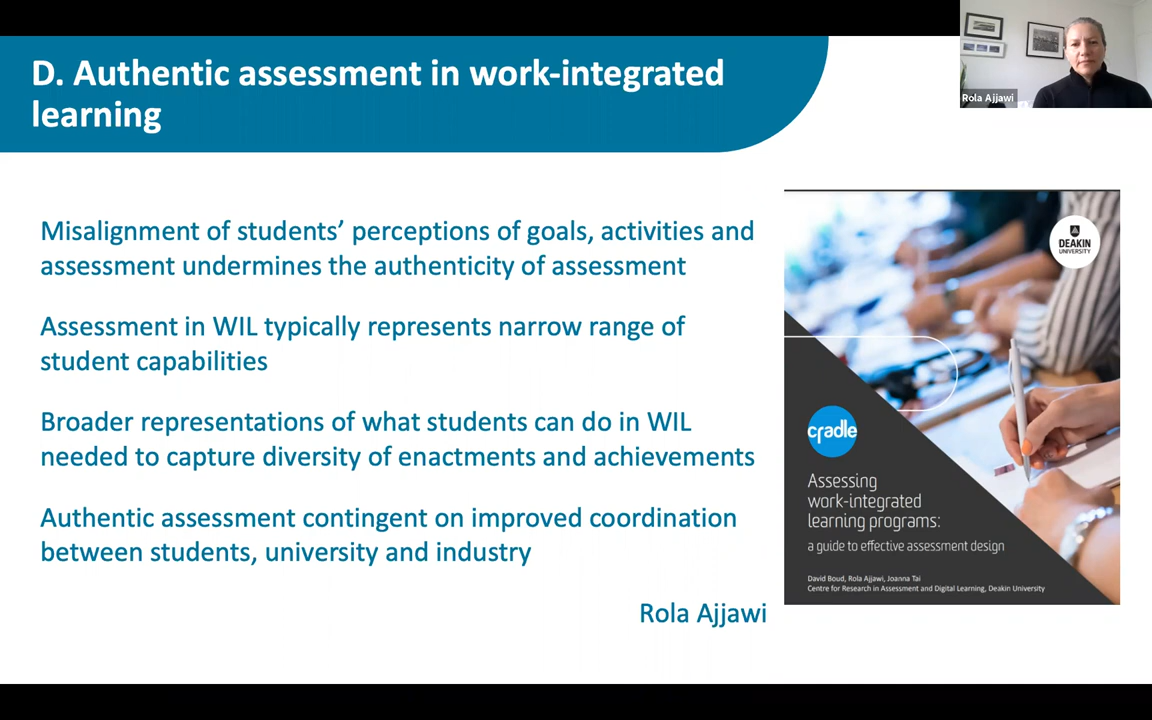 D. Authentic assessment in work-integrated
learning
Rola Ajjawi
Misalignment of students’ perceptions of goals, activities and
assessment undermines the authenticity of assessment
Assessment in WIL typically represents narrow range of
student capabilities
Broader representations of what students can do in WIL
needed to capture diversity of enactments and achievements
Authentic assessment contingent on improved coordination
between students, university and industry
Rola Ajjawi
DEAKIN
UNIVERSITY
cradle
Assessing
work-integrated
learning programs:
a guide to effective assessment design
David Boud, Rola Ajjawi, Joanna Tai
Centre for Research in Assessment and Digital Learning, Deakin University